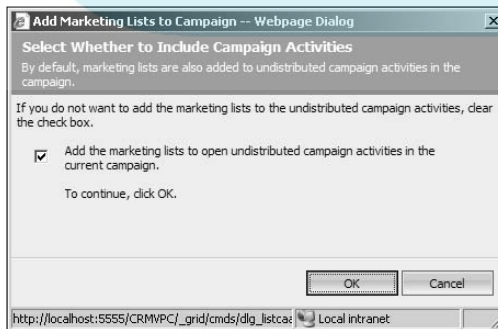 Add Marketing Lists to Campaign -- Webpage Dialog
Select Whether to Include Campaign Activities
By default, marketing lists are also added to undistributed campaign activities in the
campaign.
If you do not want to add the marketing lists to the undistributed campaign activities, clear
the check box.
Add the marketing lists to open undistributed campaign activities in the
current campaign.
To continue, click OK.
OK
Cancel
http://localhost:5555/CRMVPC/_grid/cmds/dlg_listcaa
Local intranet